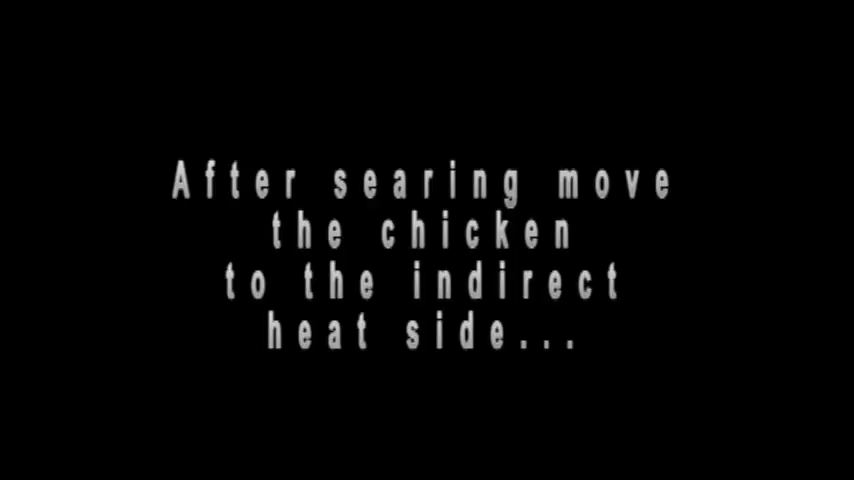 After searing move
the chicken
to the indirect
heat side...